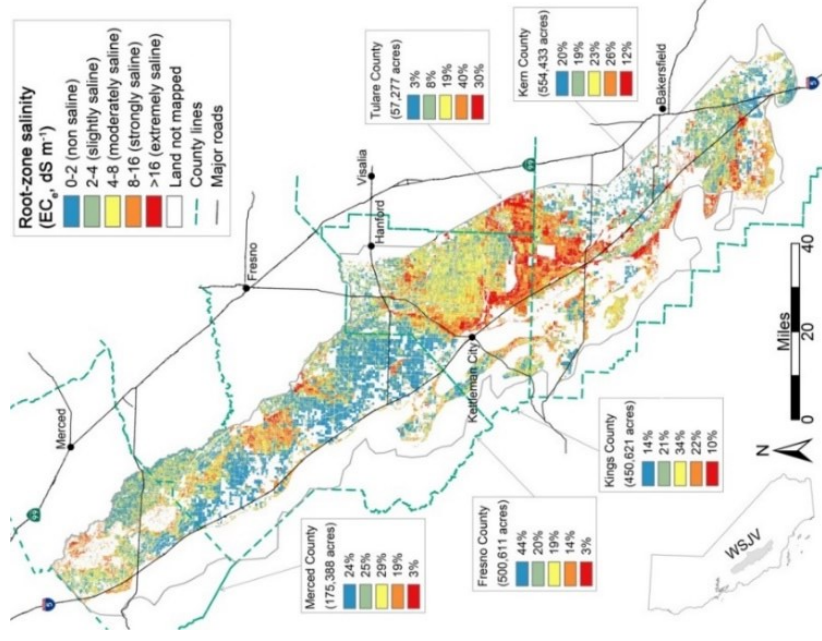 Root-zone salinity
(ECe, dS m⁻¹)
0-2 (non saline)
2-4 (slightly saline)
4-8 (moderately saline)
8-16 (strongly saline)
>16 (extremely saline)
Land not mapped
County lines
Major roads
Tulare County
(57,277 acres)
3%
8%
19%
40%
30%
Kern County
(554,433 acres)
20%
19%
23%
26%
12%
Merced
Fresno
Visalia
Hanford
Bakersfield
Kettleman City
99
99
5
5
Merced County
(175,388 acres)
24%
25%
29%
19%
3%
Fresno County
(500,611 acres)
44%
20%
19%
14%
3%
Kings County
(450,621 acres)
14%
21%
34%
22%
10%
WSJV
N
Miles
0 20 40